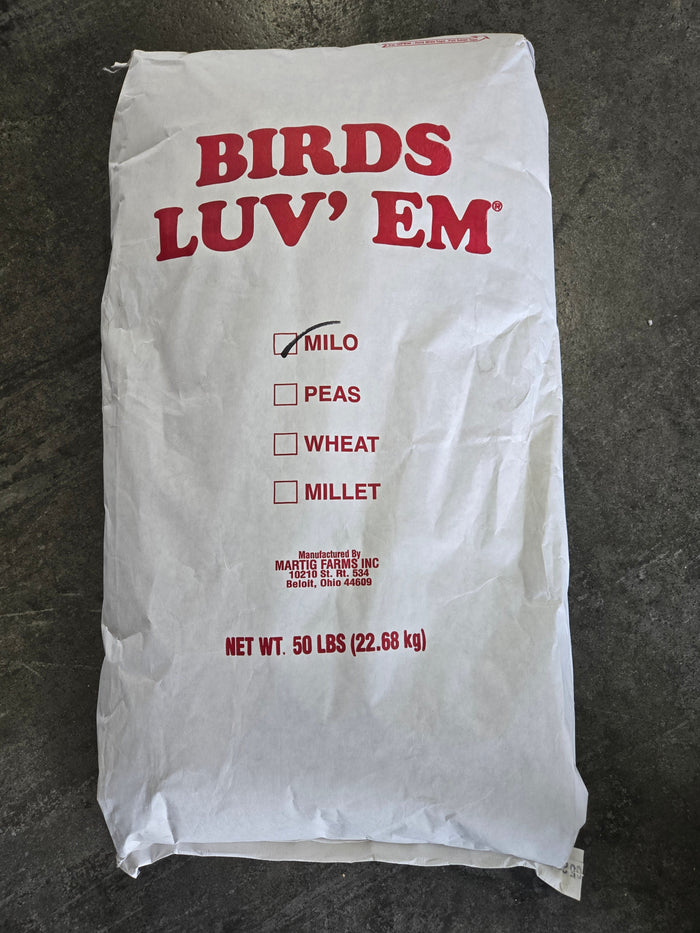 BIRDS
LUV' EM®
MILO
PEAS
WHEAT
MILLET
Manufactured By
MARTIG FARMS INC
10210 St. Rt. 534
Beloit, Ohio 44609
NET WT. 50 LBS (22.68 kg)